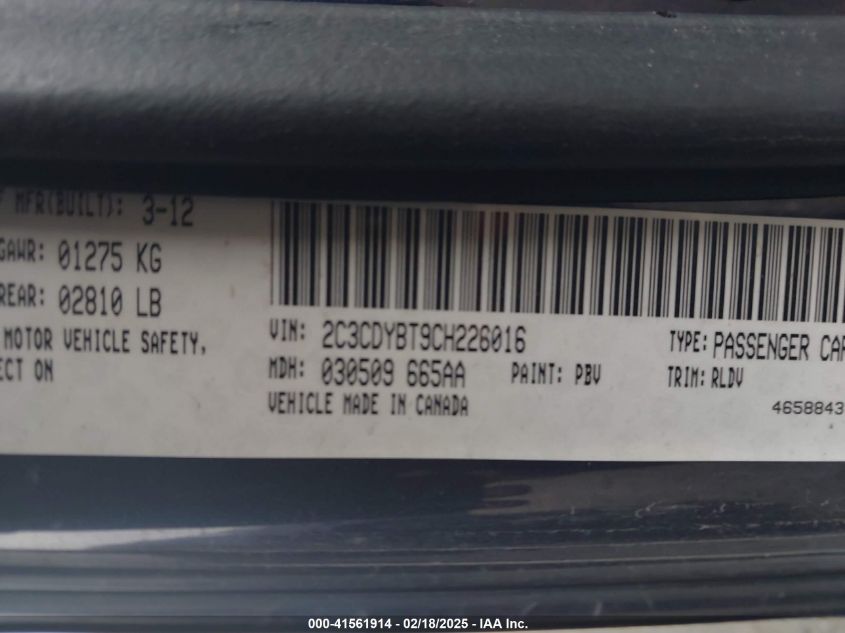 MFR(BUILT): 3-12
GAWR: 01275 KG
REAR: 02810 LB
MOTOR VEHICLE SAFETY,
ECT ON
VIN: 2C3CDYBT9CH226016
TYPE: PASSENGER CAR
MDH: 030509 665AA PAINT: PBV TRIM: RLDV
VEHICLE MADE IN CANADA
4658843
000-41561914 - 02/18/2025 - IAA Inc.